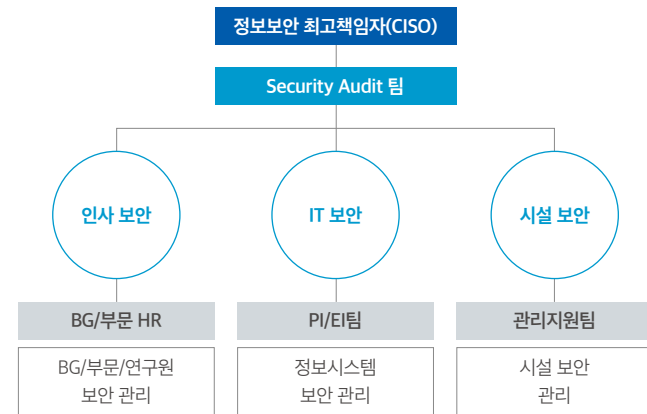 정보보안 최고책임자(CISO)
Security Audit 팀
인사 보안
IT 보안
시설 보안
BG/부문 HR
PI/EI팀
관리지원팀
BG/부문/연구원
보안 관리
정보시스템
보안 관리
시설 보안
관리